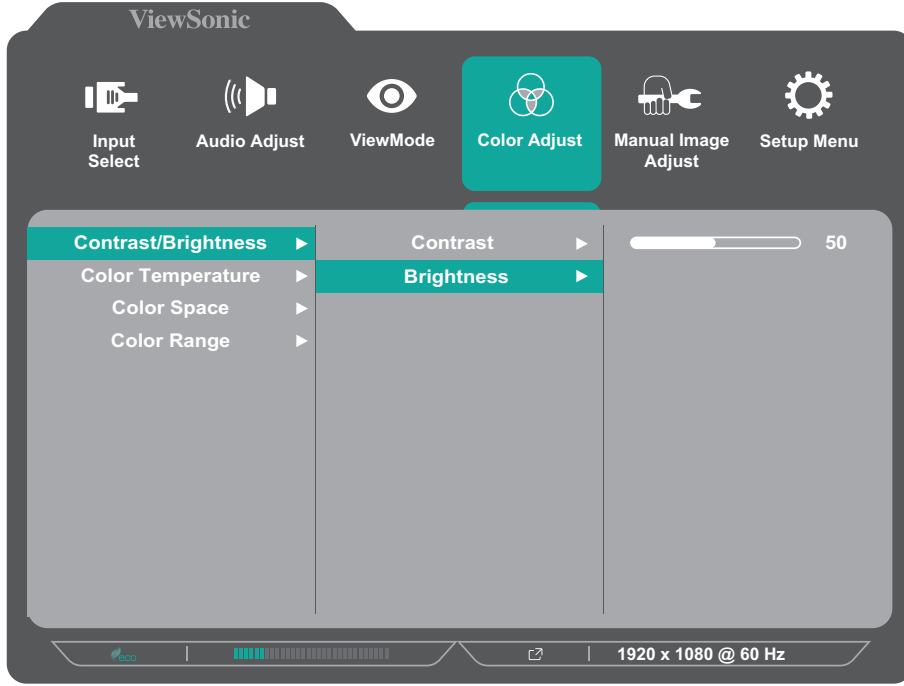 ViewSonic
Input
Select
Audio Adjust
ViewMode
Color Adjust
Manual Image
Adjust
Setup Menu
Contrast/Brightness
Contrast
50
Color Temperature
Brightness
Color Space
Color Range
eco
1920 x 1080 @ 60 Hz